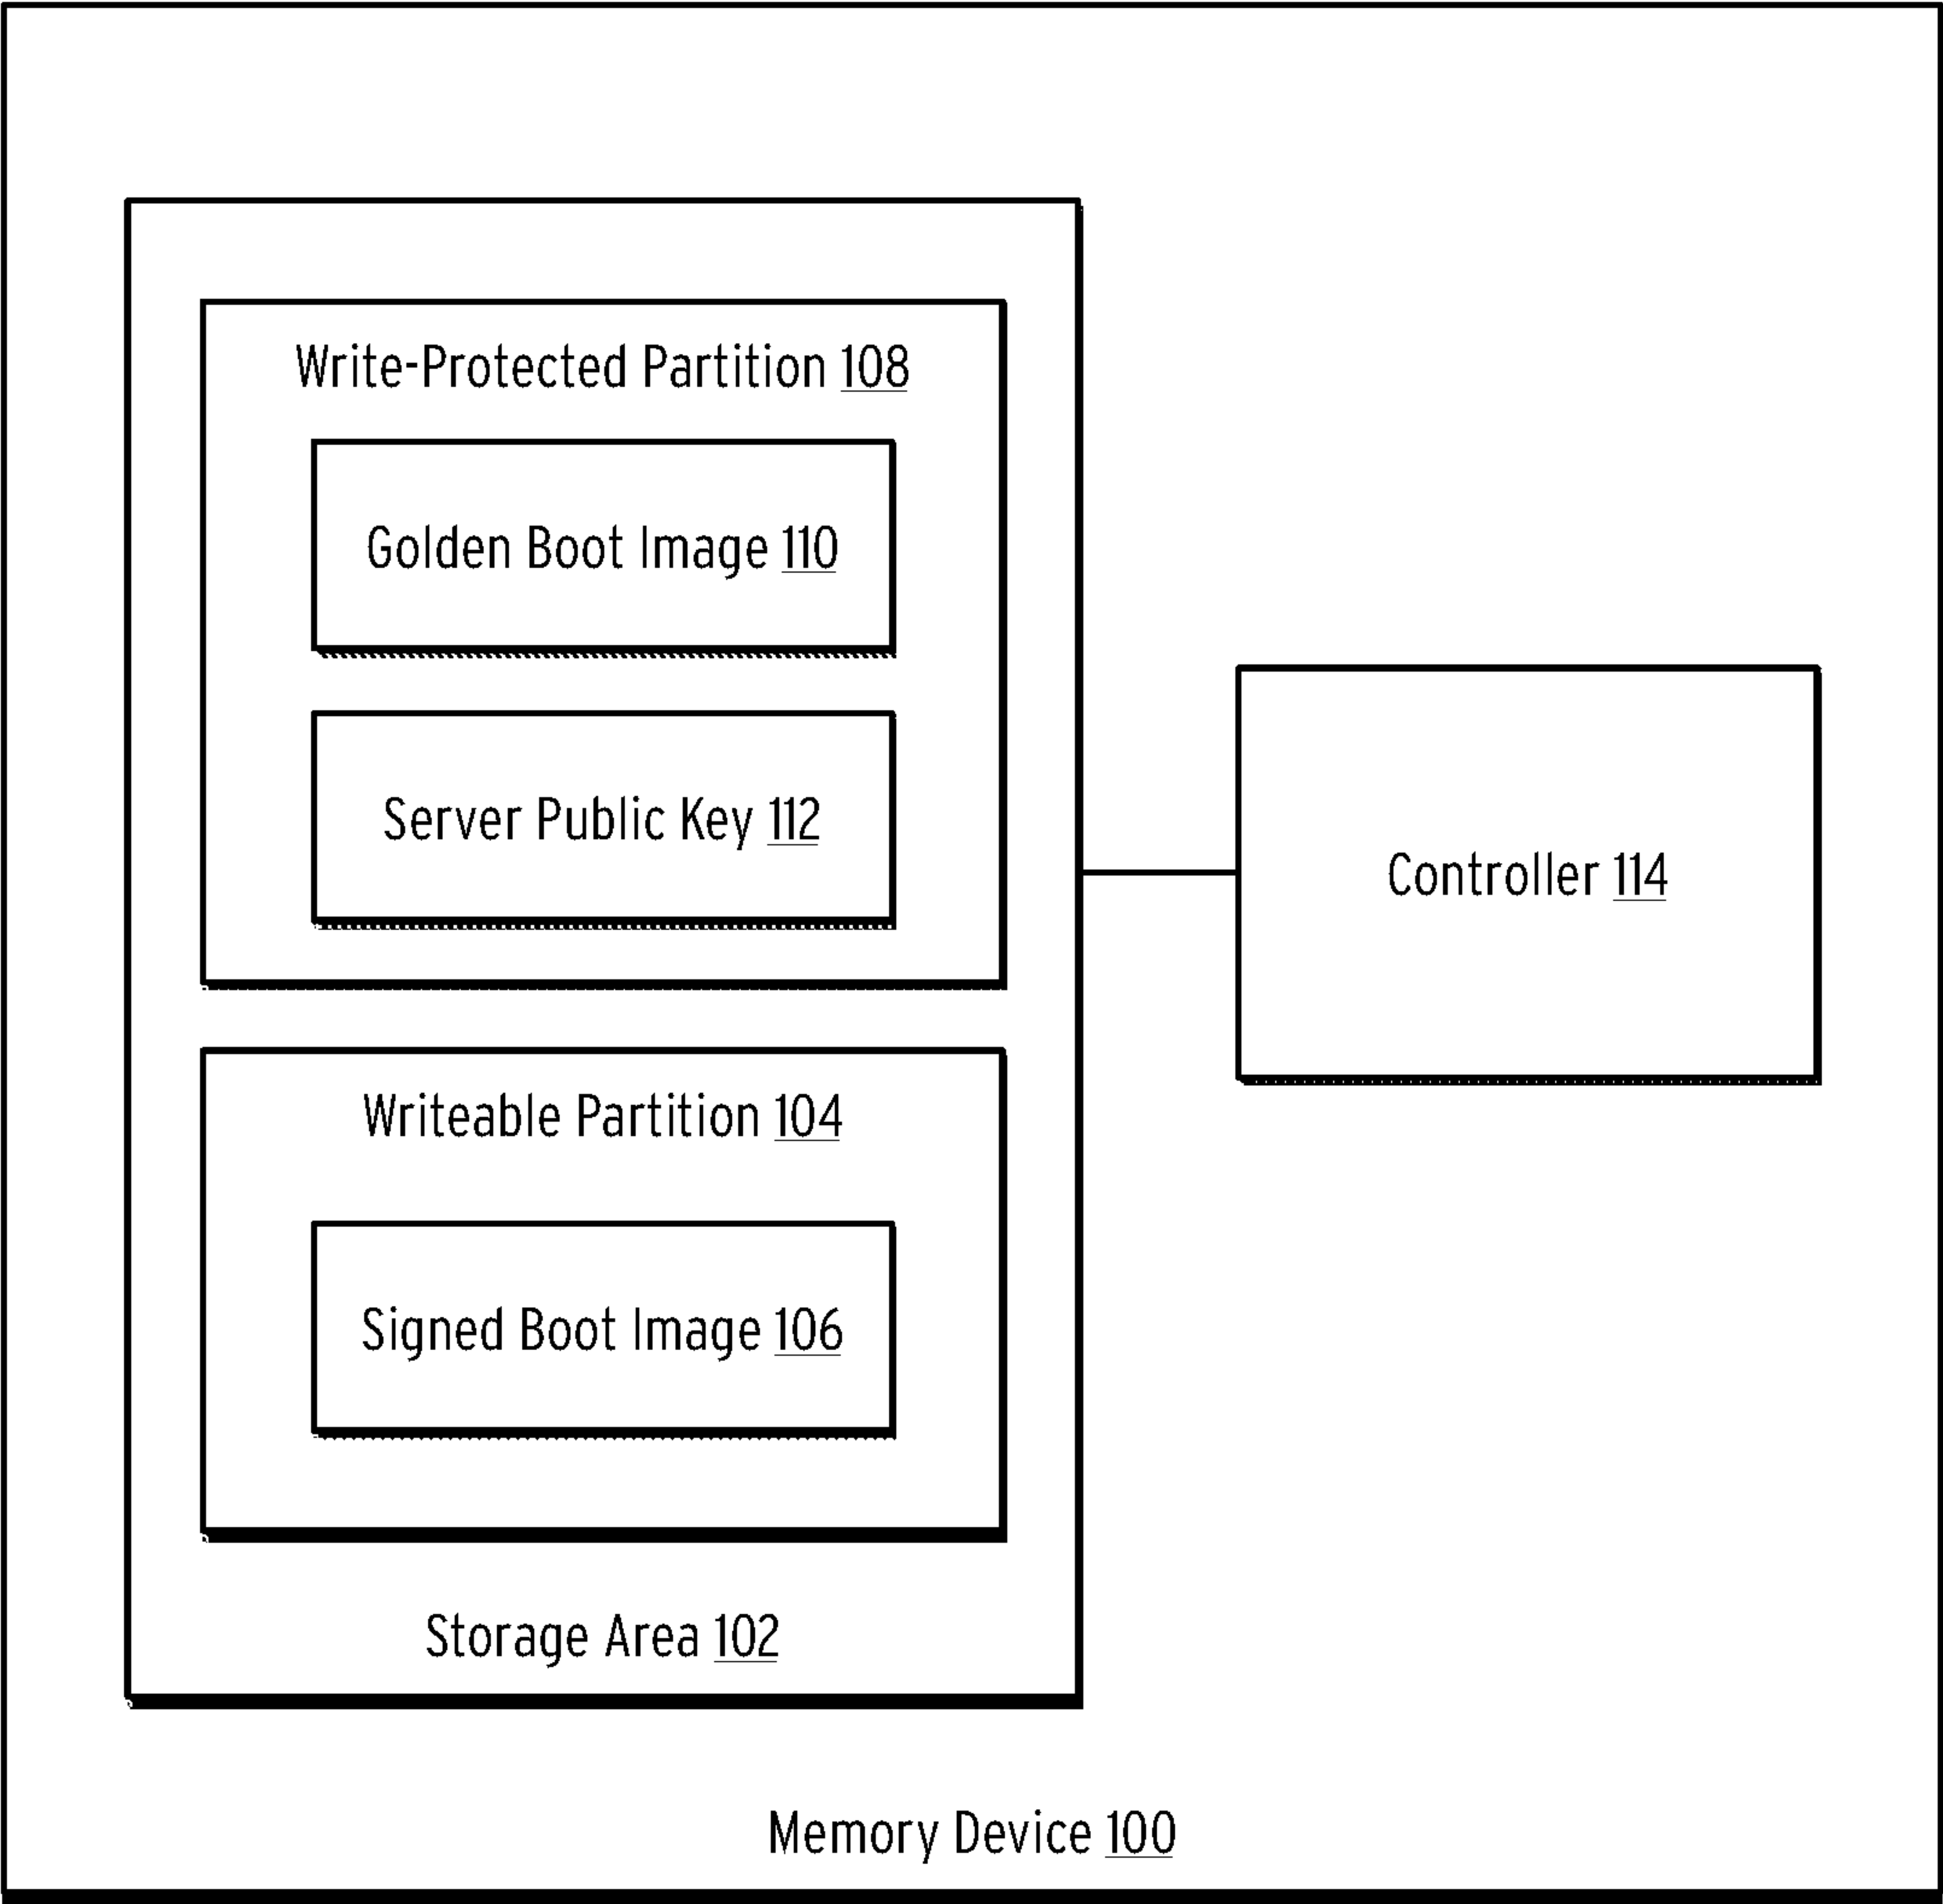 Write-Protected Partition 108
Golden Boot Image 110
Server Public Key 112
Controller 114
Writeable Partition 104
Signed Boot Image 106
Storage Area 102
Memory Device 100